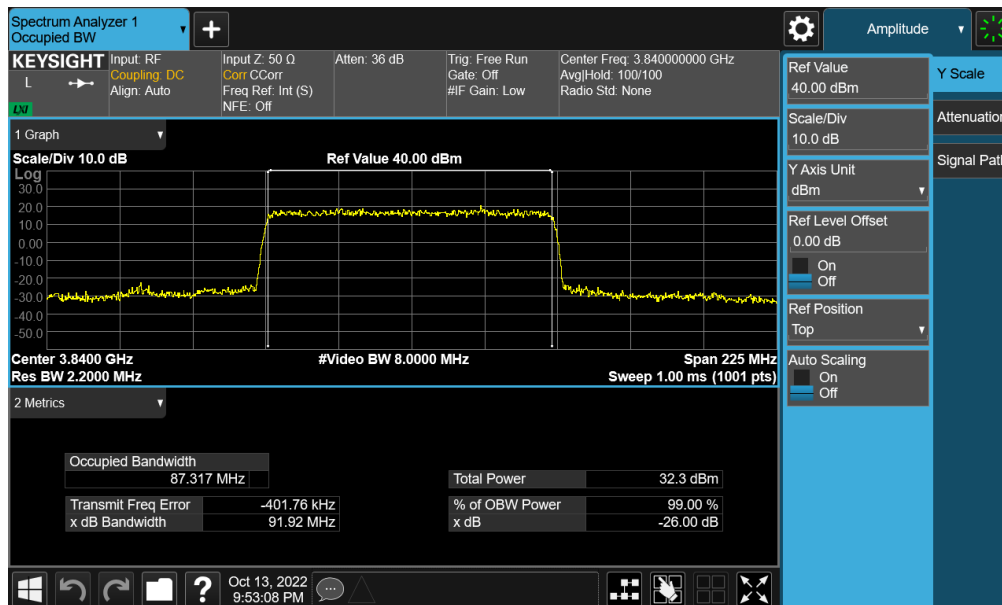 Spectrum Analyzer 1
Occupied BW
KEYSIGHT
L
LXI
Input: RF
Coupling: DC
Align: Auto
Input Z: 50 Ω
Corr CCorr
Freq Ref: Int (S)
NFE: Off
Atten: 36 dB
Trig: Free Run
Gate: Off
#IF Gain: Low
Center Freq: 3.840000000 GHz
Avg|Hold: 100/100
Radio Std: None
1 Graph
Scale/Div 10.0 dB
Ref Value 40.00 dBm
Log
30.0
20.0
10.0
0.00
-10.0
-20.0
-30.0
-40.0
-50.0
Center 3.8400 GHz
#Video BW 8.0000 MHz
Span 225 MHz
Res BW 2.2000 MHz
Sweep 1.00 ms (1001 pts)
2 Metrics
Occupied Bandwidth
87.317 MHz
Total Power 32.3 dBm
Transmit Freq Error -401.76 kHz
% of OBW Power 99.00 %
x dB Bandwidth 91.92 MHz
x dB -26.00 dB
?
Oct 13, 2022
9:53:08 PM
Amplitude
Ref Value
40.00 dBm
Scale/Div
10.0 dB
Y Axis Unit
dBm
Ref Level Offset
0.00 dB
On
Off
Ref Position
Top
Auto Scaling
On
Off
Y Scale
Attenuation
Signal Path